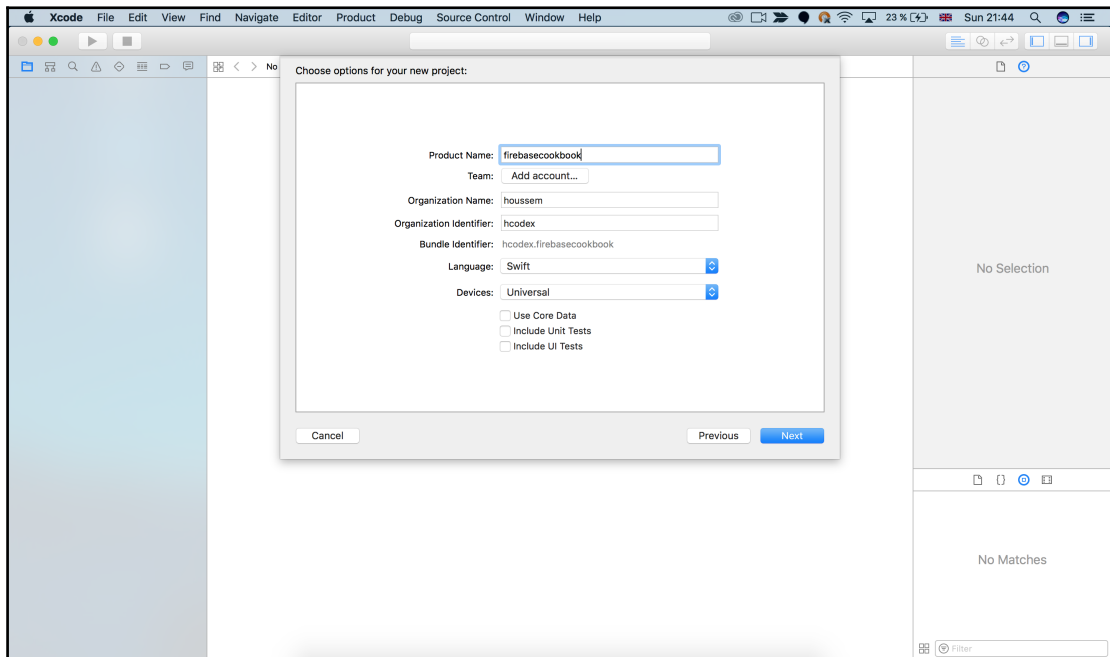 Xcode File Edit View Find Navigate Editor Product Debug Source Control Window Help 23 % Sun 21:44
No
Choose options for your new project:
Product Name: firebasecookbook
Team: Add account...
Organization Name: houssem
Organization Identifier: hcodex
Bundle Identifier: hcodex.firebasecookbook
Language: Swift
Devices: Universal
Use Core Data
Include Unit Tests
Include UI Tests
Cancel Previous Next
No Selection
No Matches
Filter